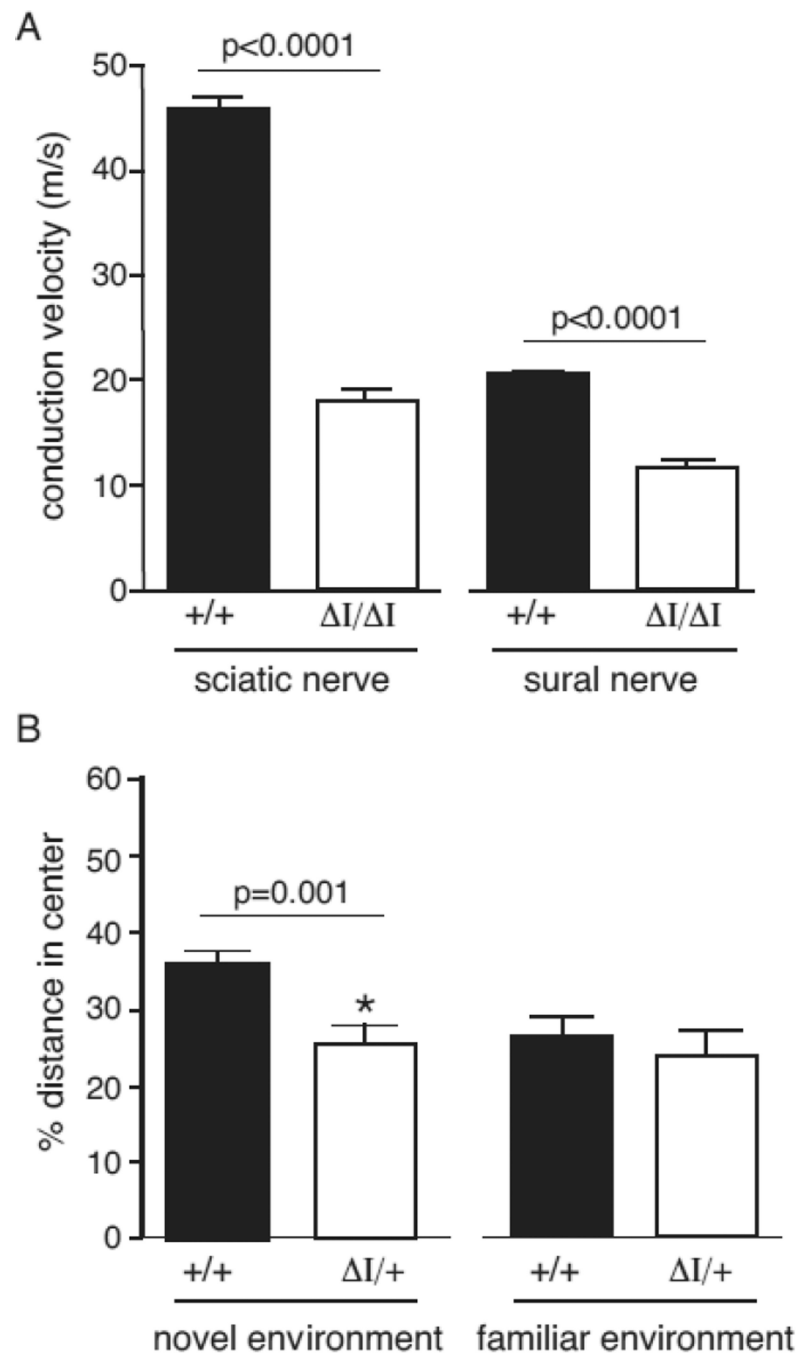 A
p<0.0001
50
40
30
20
10
0
conduction velocity (m/s)
p<0.0001
+/+ ΔI/ΔI +/+ ΔI/ΔI
sciatic nerve sural nerve
B
60
50
40
30
20
10
0
% distance in center
p=0.001
*
+/+ ΔI/+ +/+ ΔI/+
novel environment familiar environment